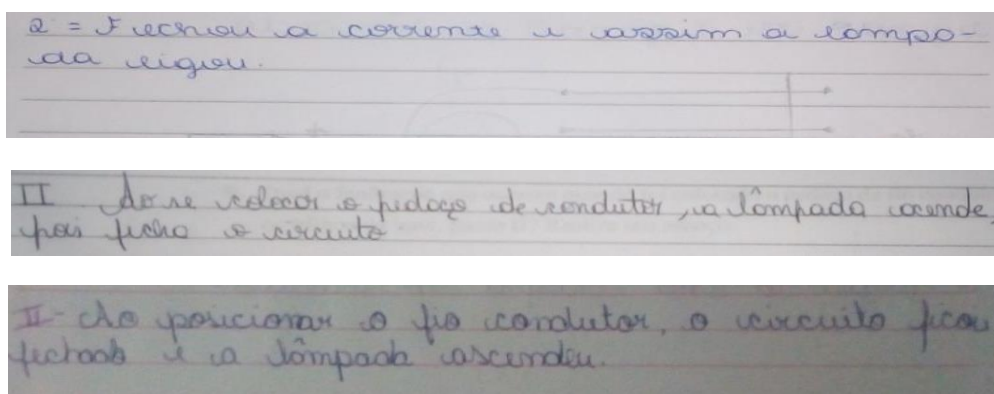 2 = Fechou a corrente e assim a lampa-
da ligou.
II Ao se colocar o pedaço de condutor, a lâmpada acende,
pois fecha o circuito
II - Ao posicionar o fio condutor, o circuito ficou
fechado e a lâmpada ascendeu.